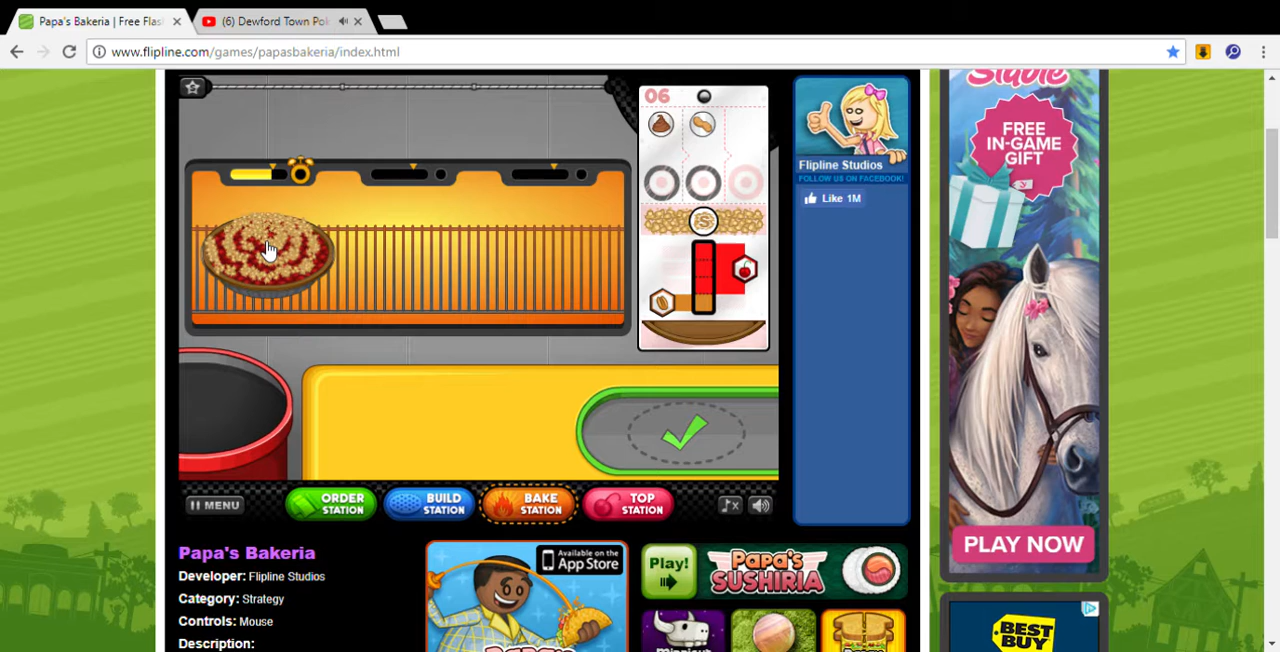 Papa's Bakeria | Free Flas
(6) Dewford Town Pok
www.flipline.com/games/papasbakeria/index.html
06
S
Flipline Studios
FOLLOW US ON FACEBOOK!
Like 1M
FREE
IN-GAME
GIFT
PLAY NOW
MENU
ORDER
STATION
BUILD
STATION
BAKE
STATION
TOP
STATION
Papa's Bakeria
Developer: Flipline Studios
Category: Strategy
Controls: Mouse
Description:
Available on the
App Store
Play!
Papa's
SUSHIRIA
BEST
BUY